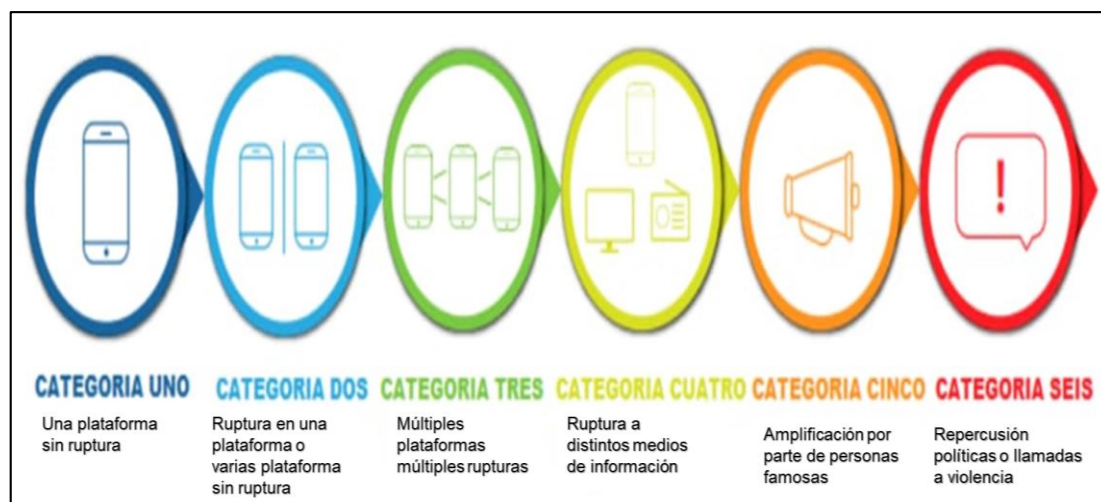 CATEGORIA UNO
Una plataforma
sin ruptura
CATEGORIA DOS
Ruptura en una
plataforma o
varias plataforma
sin ruptura
CATEGORIA TRES
Múltiples
plataformas
múltiples rupturas
CATEGORIA CUATRO
Ruptura a
distintos medios
de información
CATEGORIA CINCO
Amplificación por
parte de personas
famosas
CATEGORIA SEIS
Repercusión
políticas o llamadas
a violencia
!